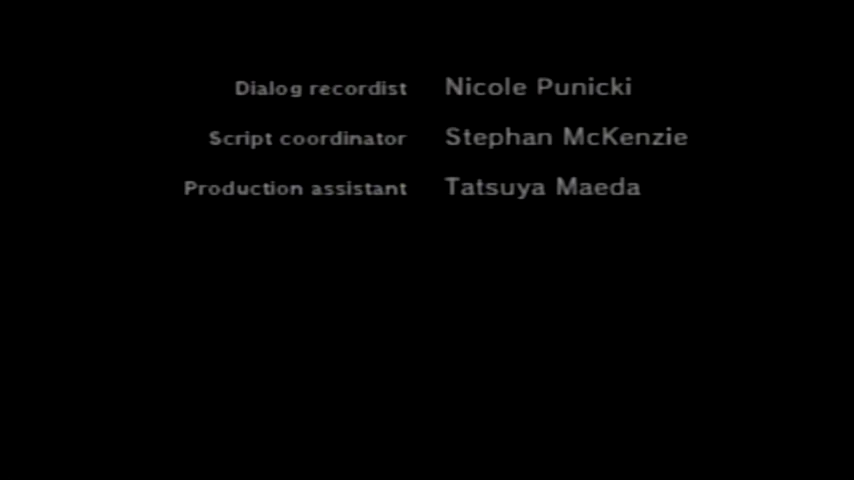 Dialog recordist Nicole Punicki
Script coordinator Stephan McKenzie
Production assistant Tatsuya Maeda